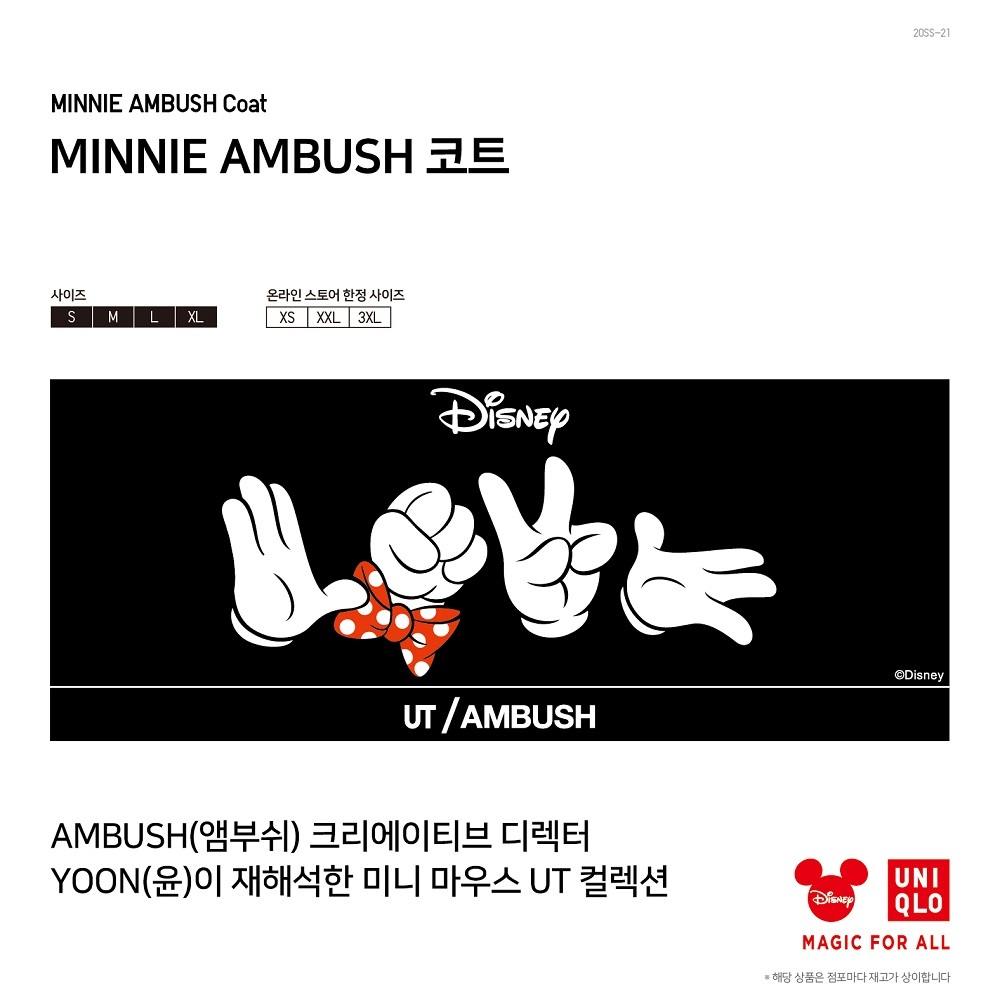 20SS-21
MINNIE AMBUSH Coat
MINNIE AMBUSH 코트
사이즈
S M L XL
온라인 스토어 한정 사이즈
XS XXL 3XL
Disney
©Disney
UT / AMBUSH
AMBUSH(앰부쉬) 크리에이티브 디렉터
YOON(윤)이 재해석한 미니 마우스 UT 컬렉션
Disney
UNI
QLO
MAGIC FOR ALL
* 해당 상품은 점포마다 재고가 상이합니다